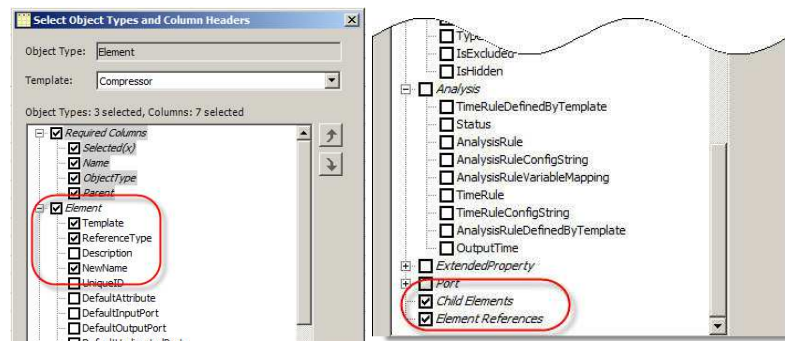 Select Object Types and Column Headers
Object Type: Element
Template: Compressor
Object Types: 3 selected, Columns: 7 selected
Required Columns
Selected(x)
Name
ObjectType
Parent
Element
Template
ReferenceType
Description
NewName
UniqueID
DefaultAttribute
DefaultInputPort
DefaultOutputPort
IsExcluded
IsHidden
Analysis
TimeRuleDefinedByTemplate
Status
AnalysisRule
AnalysisRuleConfigString
AnalysisRuleVariableMapping
TimeRule
TimeRuleConfigString
AnalysisRuleDefinedByTemplate
OutputTime
ExtendedProperty
Port
Child Elements
Element References